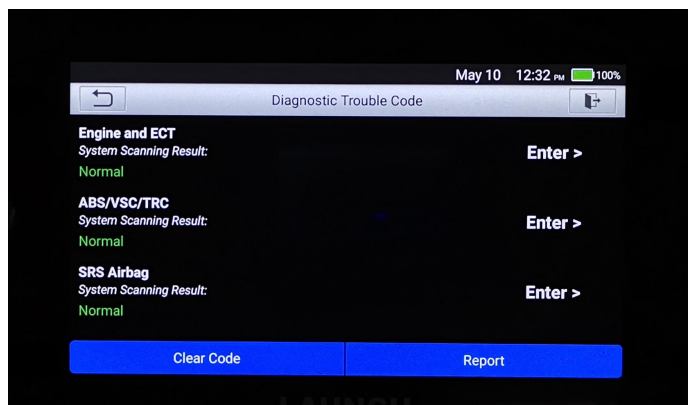 May 10 12:32 PM 100%
Diagnostic Trouble Code
Engine and ECT
System Scanning Result:
Enter >
Normal
ABS/VSC/TRC
System Scanning Result:
Enter >
Normal
SRS Airbag
System Scanning Result:
Enter >
Normal
Clear Code Report
LAUNCH